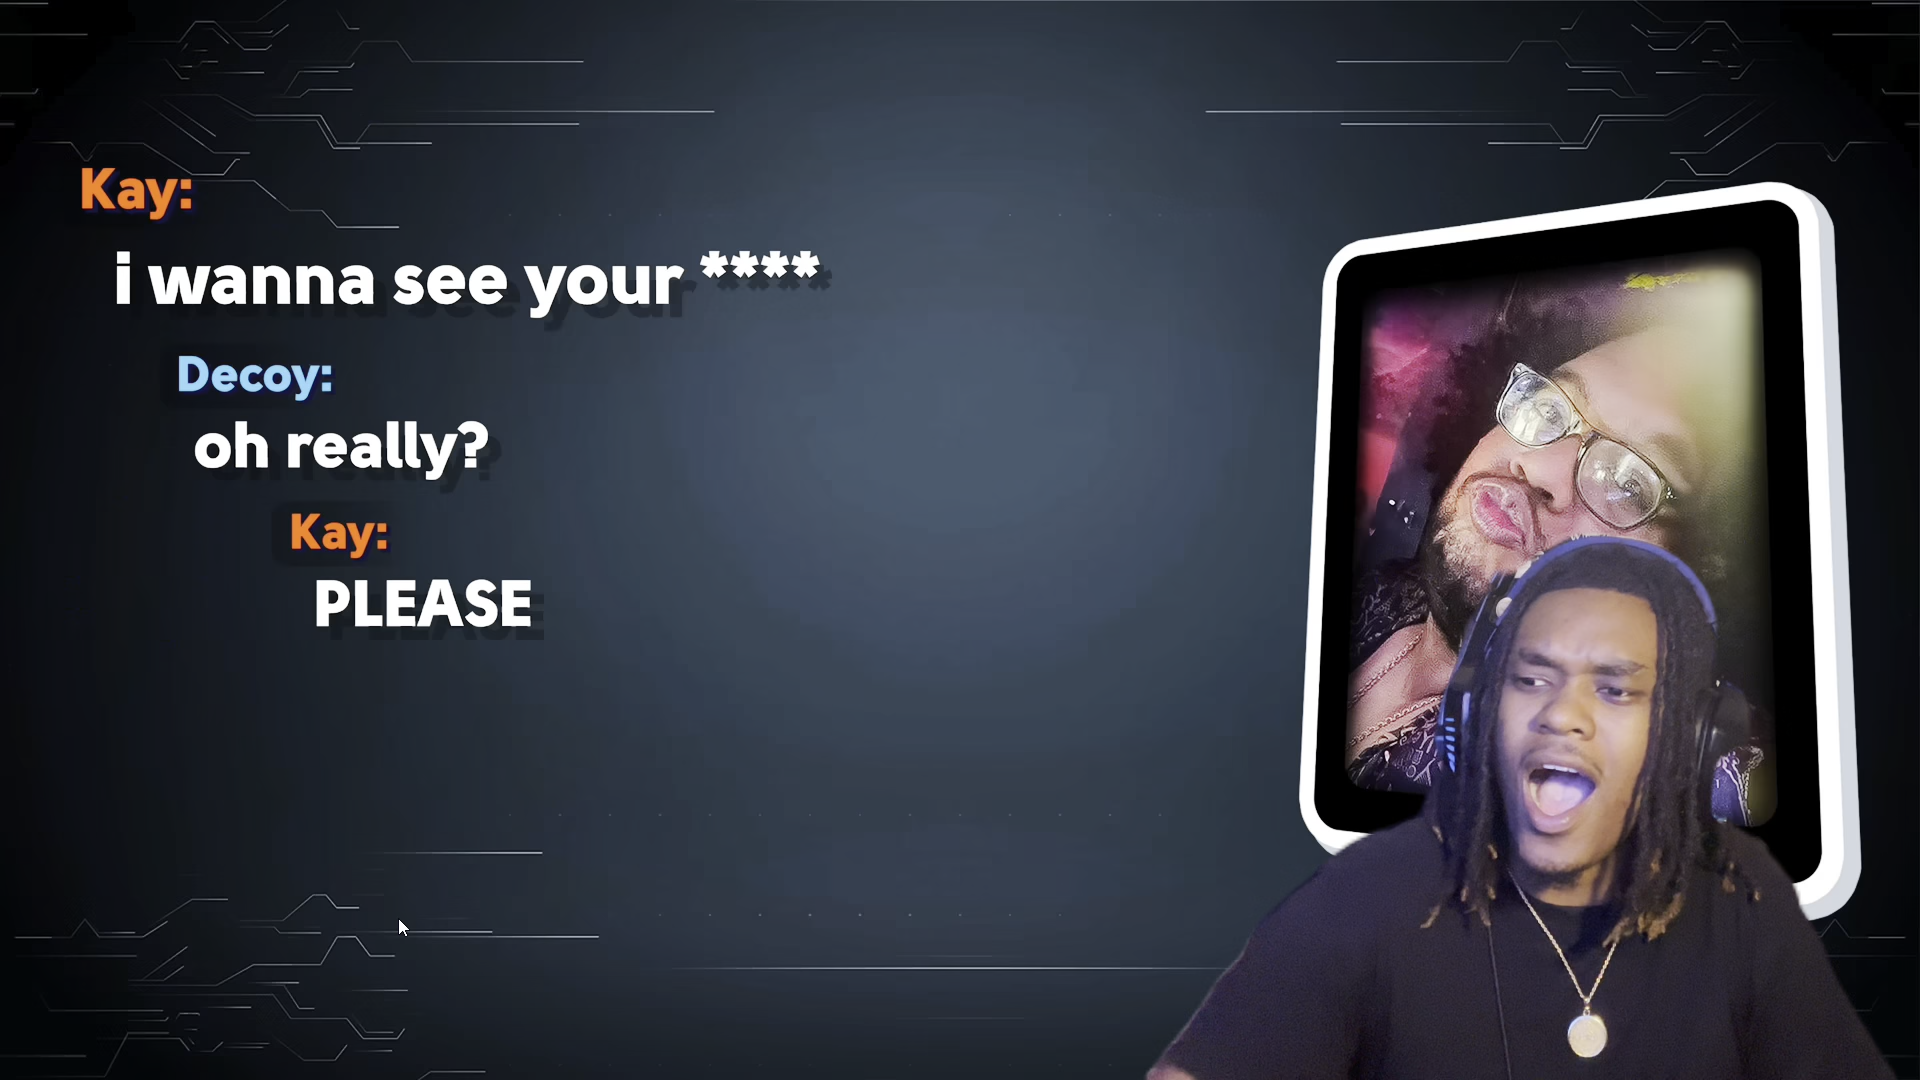 Kay:
i wanna see your ****
Decoy:
oh really?
Kay:
PLEASE